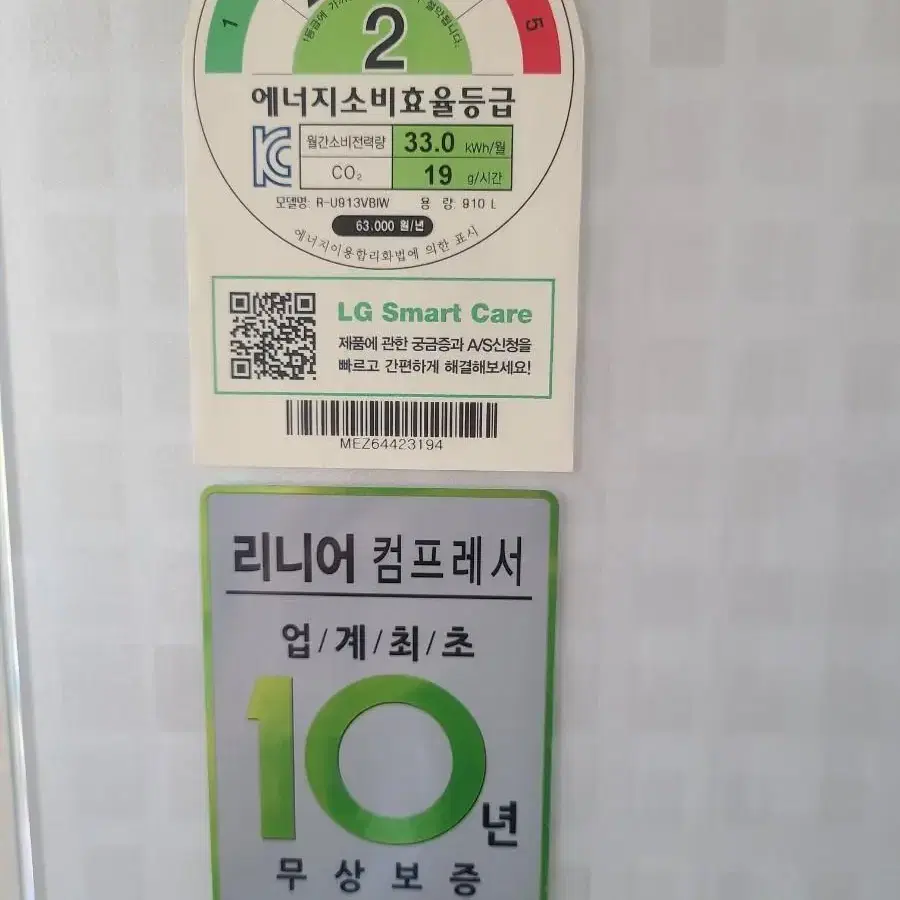 1
2
5
에너지소비효율등급
월간소비전력량 33.0 kWh/월
CO₂ 19 g/시간
모델명: R-U913VBIW 용 량: 910 L
63,000 원/년
에너지이용합리화법에 의한 표시
LG Smart Care
제품에 관한 궁금증과 A/S신청을
빠르고 간편하게 해결해보세요!
MEZ64423194
리니어 컴프레서
업/계/최/초
10년
무상보증